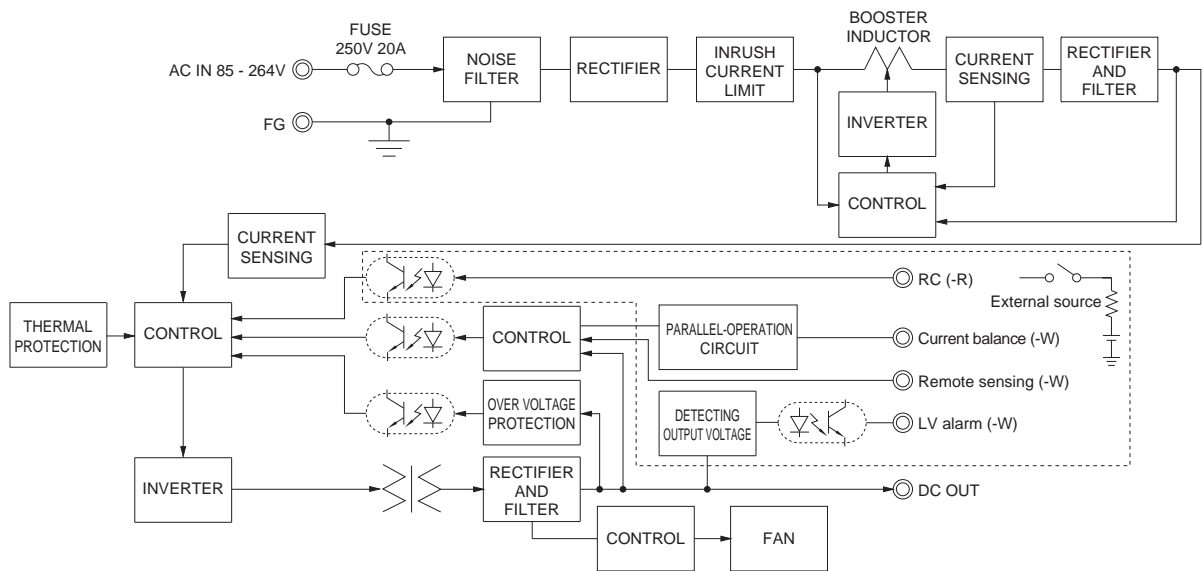 FUSE
250V 20A
AC IN 85 - 264V
NOISE
FILTER
RECTIFIER
INRUSH
CURRENT
LIMIT
BOOSTER
INDUCTOR
CURRENT
SENSING
RECTIFIER
AND
FILTER
FG
INVERTER
CONTROL
CURRENT
SENSING
RC (-R)
External source
THERMAL
PROTECTION
CONTROL
CONTROL
PARALLEL-OPERATION
CIRCUIT
Current balance (-W)
Remote sensing (-W)
OVER VOLTAGE
PROTECTION
DETECTING
OUTPUT VOLTAGE
LV alarm (-W)
INVERTER
RECTIFIER
AND
FILTER
DC OUT
CONTROL
FAN